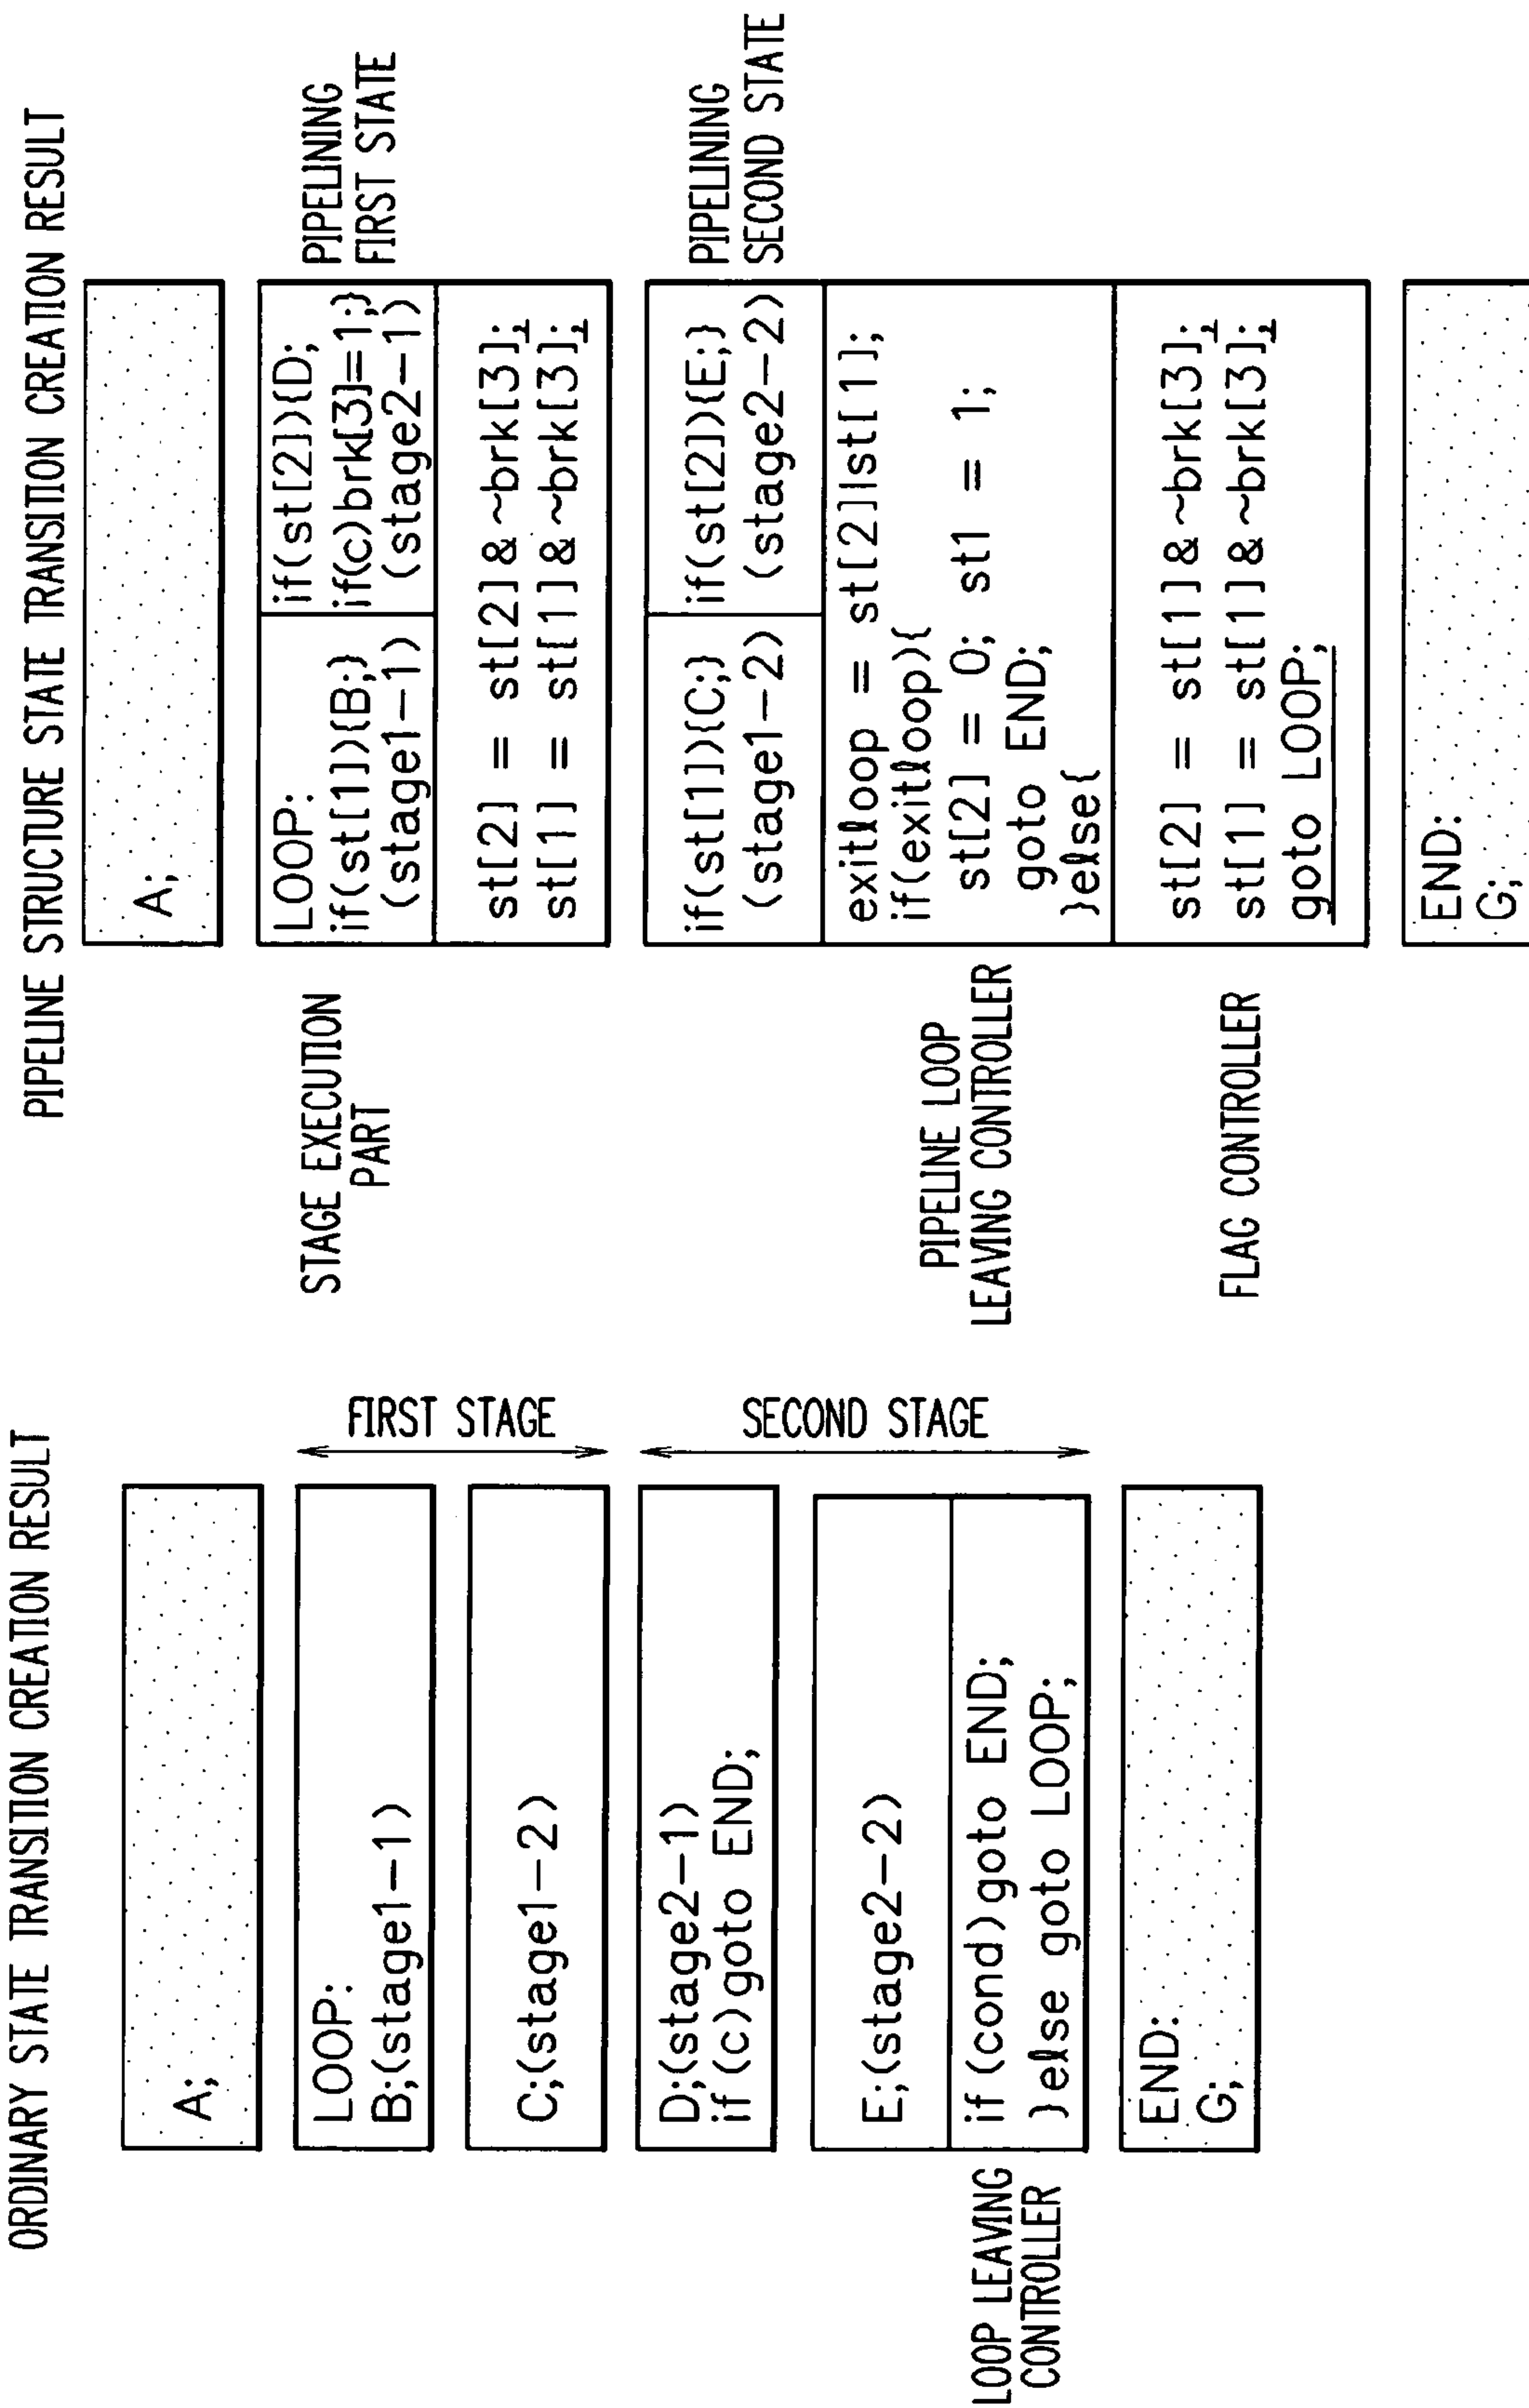 ORDINARY STATE TRANSITION CREATION RESULT
A;
LOOP:
B;(stage1-1)
C;(stage1-2)
FIRST STAGE
D;(stage2-1)
if (c)goto END;
E;(stage2-2)
SECOND STAGE
LOOP LEAVING
CONTROLLER
if (cond)goto END;
}else goto LOOP;
END:
G;
PIPELINE STRUCTURE STATE TRANSITION CREATION RESULT
A;
STAGE EXECUTION
PART
LOOP:
if(st[1]){B;}
(stage1-1)
if(st[2]){D;
if(c)brk[3]=1;}
(stage2-1)
PIPELINING
FIRST STATE
st[2] = st[2]&~brk[3];
st[1] = st[1]&~brk[3];
if(st[1]){C;}
(stage1-2)
if(st[2]){E;}
(stage2-2)
PIPELINING
SECOND STATE
PIPELINE LOOP
LEAVING CONTROLLER
exitloop = st[2]|st[1];
if(exitloop){
st[2] = 0; st1 = 1;
goto END;
}else{
FLAG CONTROLLER
st[2] = st[1]&~brk[3];
st[1] = st[1]&~brk[3];
goto LOOP;
END:
G;